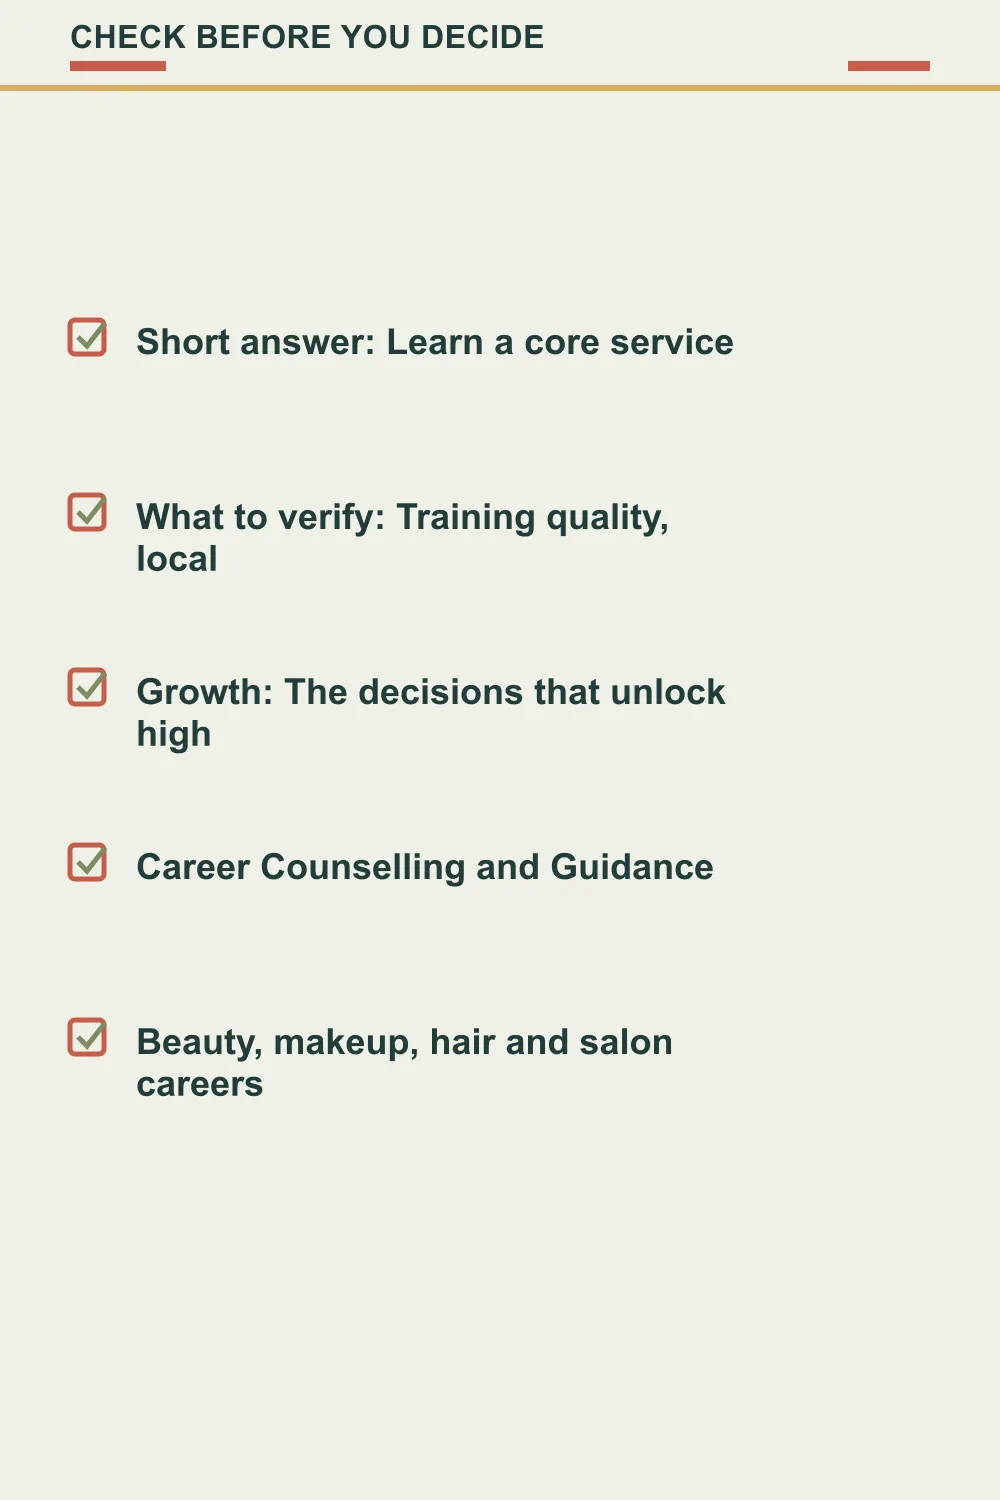 CHECK BEFORE YOU DECIDE
Short answer: Learn a core service
What to verify: Training quality,
local
Growth: The decisions that unlock
high
Career Counselling and Guidance
Beauty, makeup, hair and salon
careers